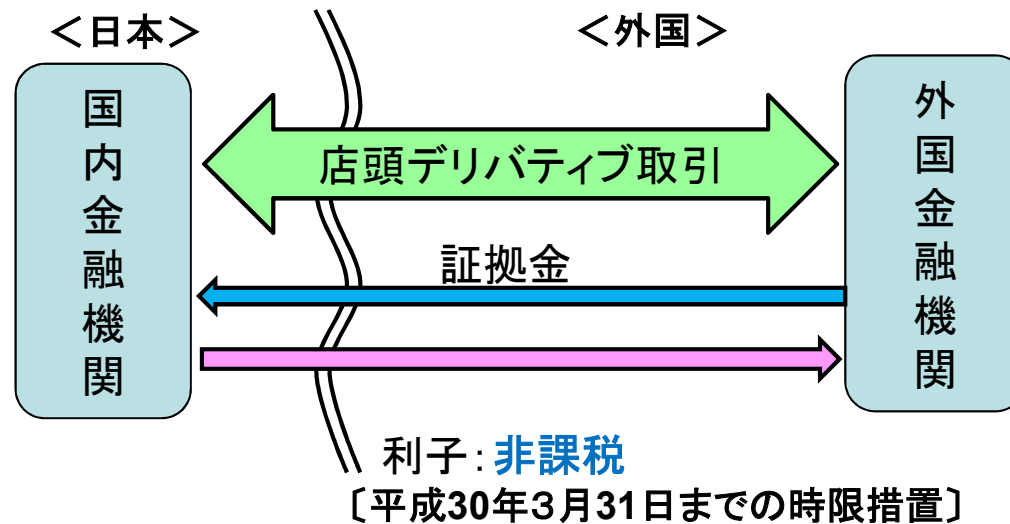 ＜日本＞
＜外国＞
国内金融機関
店頭デリバティブ取引
外国金融機関
証拠金
利子：非課税
〔平成30年３月31日までの時限措置〕